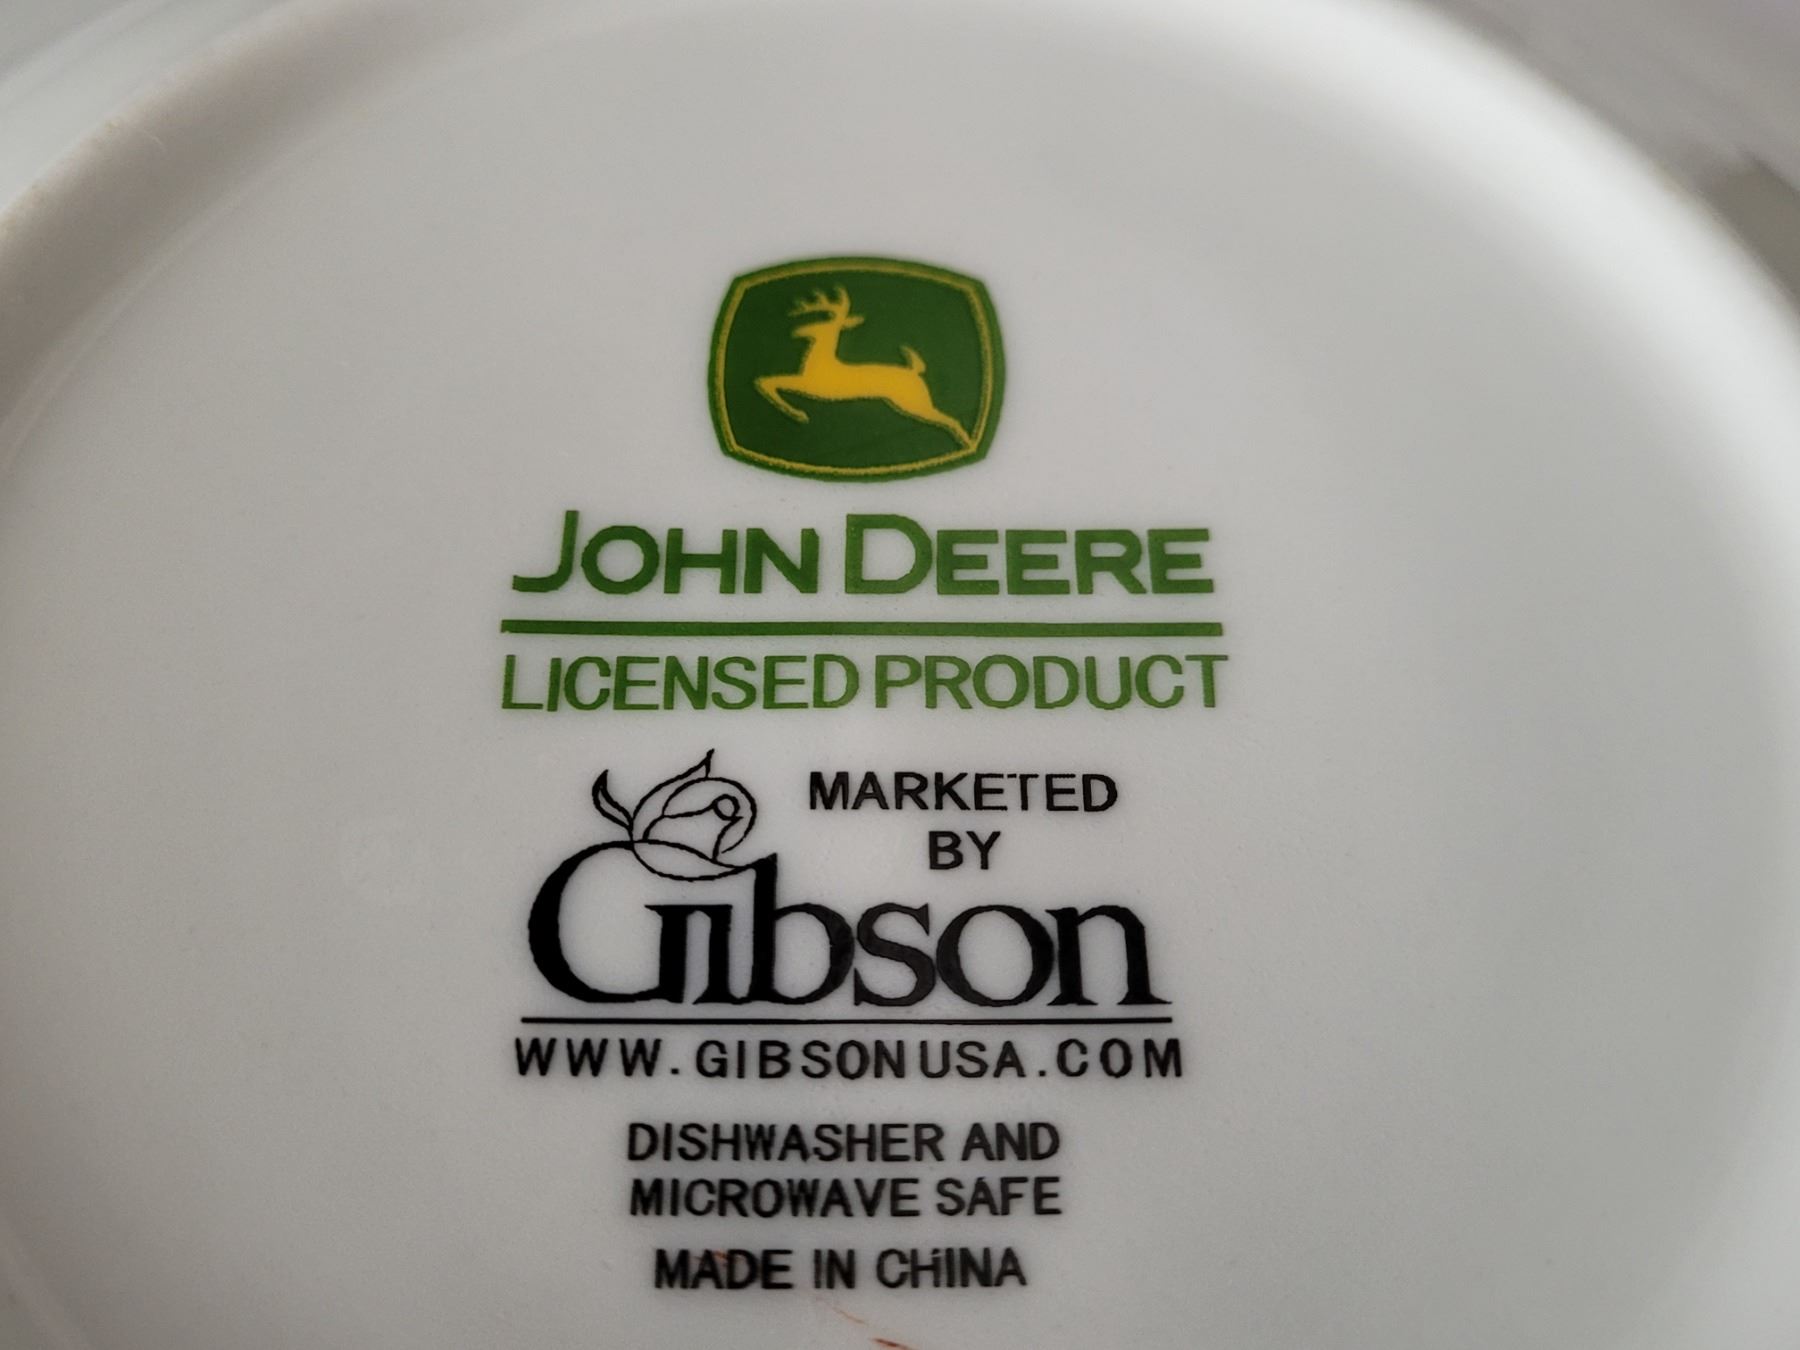 JOHN DEERE
LICENSED PRODUCT
MARKETED
BY
Gibson
WWW.GIBSONUSA.COM
DISHWASHER AND
MICROWAVE SAFE
MADE IN CHINA